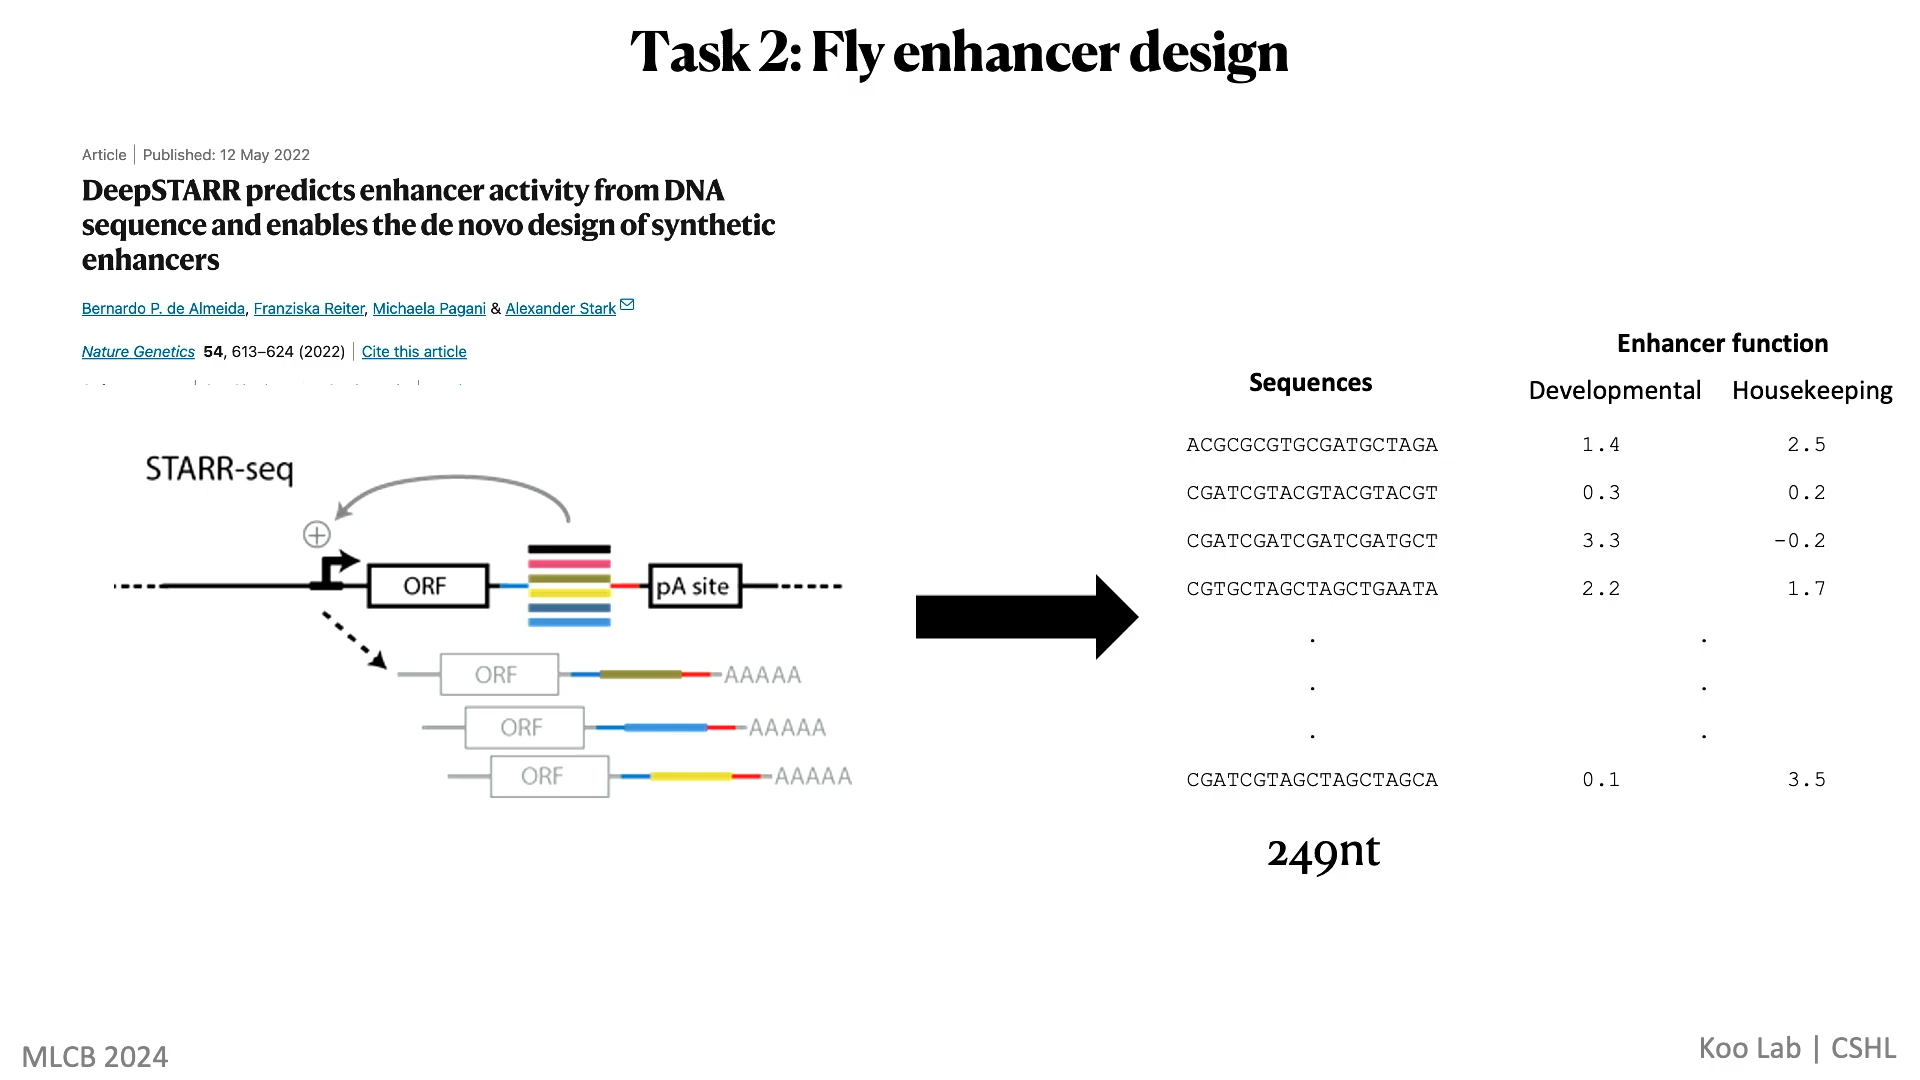 Task 2: Fly enhancer design
Article | Published: 12 May 2022
DeepSTARR predicts enhancer activity from DNA
sequence and enables the de novo design of synthetic
enhancers
Bernardo P. de Almeida, Franziska Reiter, Michaela Pagani & Alexander Stark
Nature Genetics 54, 613–624 (2022) | Cite this article
STARR-seq
ORF
pA site
ORF
AAAAA
ORF
AAAAA
ORF
AAAAA
Enhancer function
Sequences
Developmental Housekeeping
ACGCGCGTGCGATGCTAGA 1.4 2.5
CGATCGTACGTACGTACGT 0.3 0.2
CGATCGATCGATCGATGCT 3.3 -0.2
CGTGCTAGCTAGCTGAATA 2.2 1.7
. .
. .
. .
CGATCGTAGCTAGCTAGCA 0.1 3.5
249nt
MLCB 2024
Koo Lab | CSHL